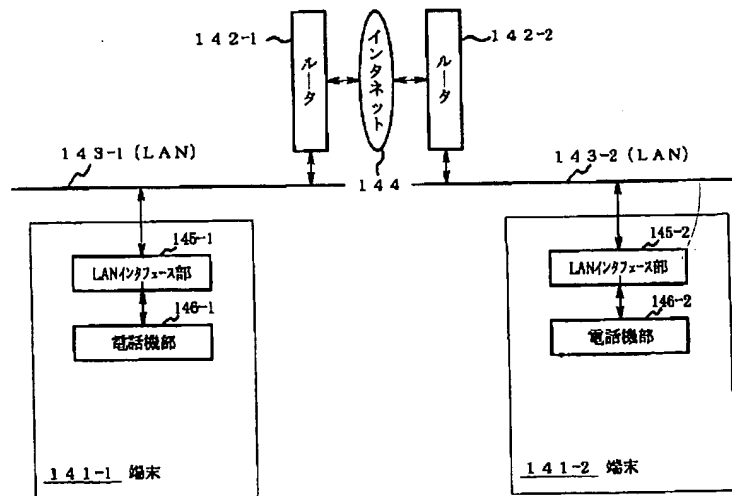 142-1
142-2
ルータ
インタネット
ルータ
143-1 (LAN)
144
143-2 (LAN)
145-1
LANインタフェース部
146-1
電話機部
141-1 端末
145-2
LANインタフェース部
146-2
電話機部
141-2 端末